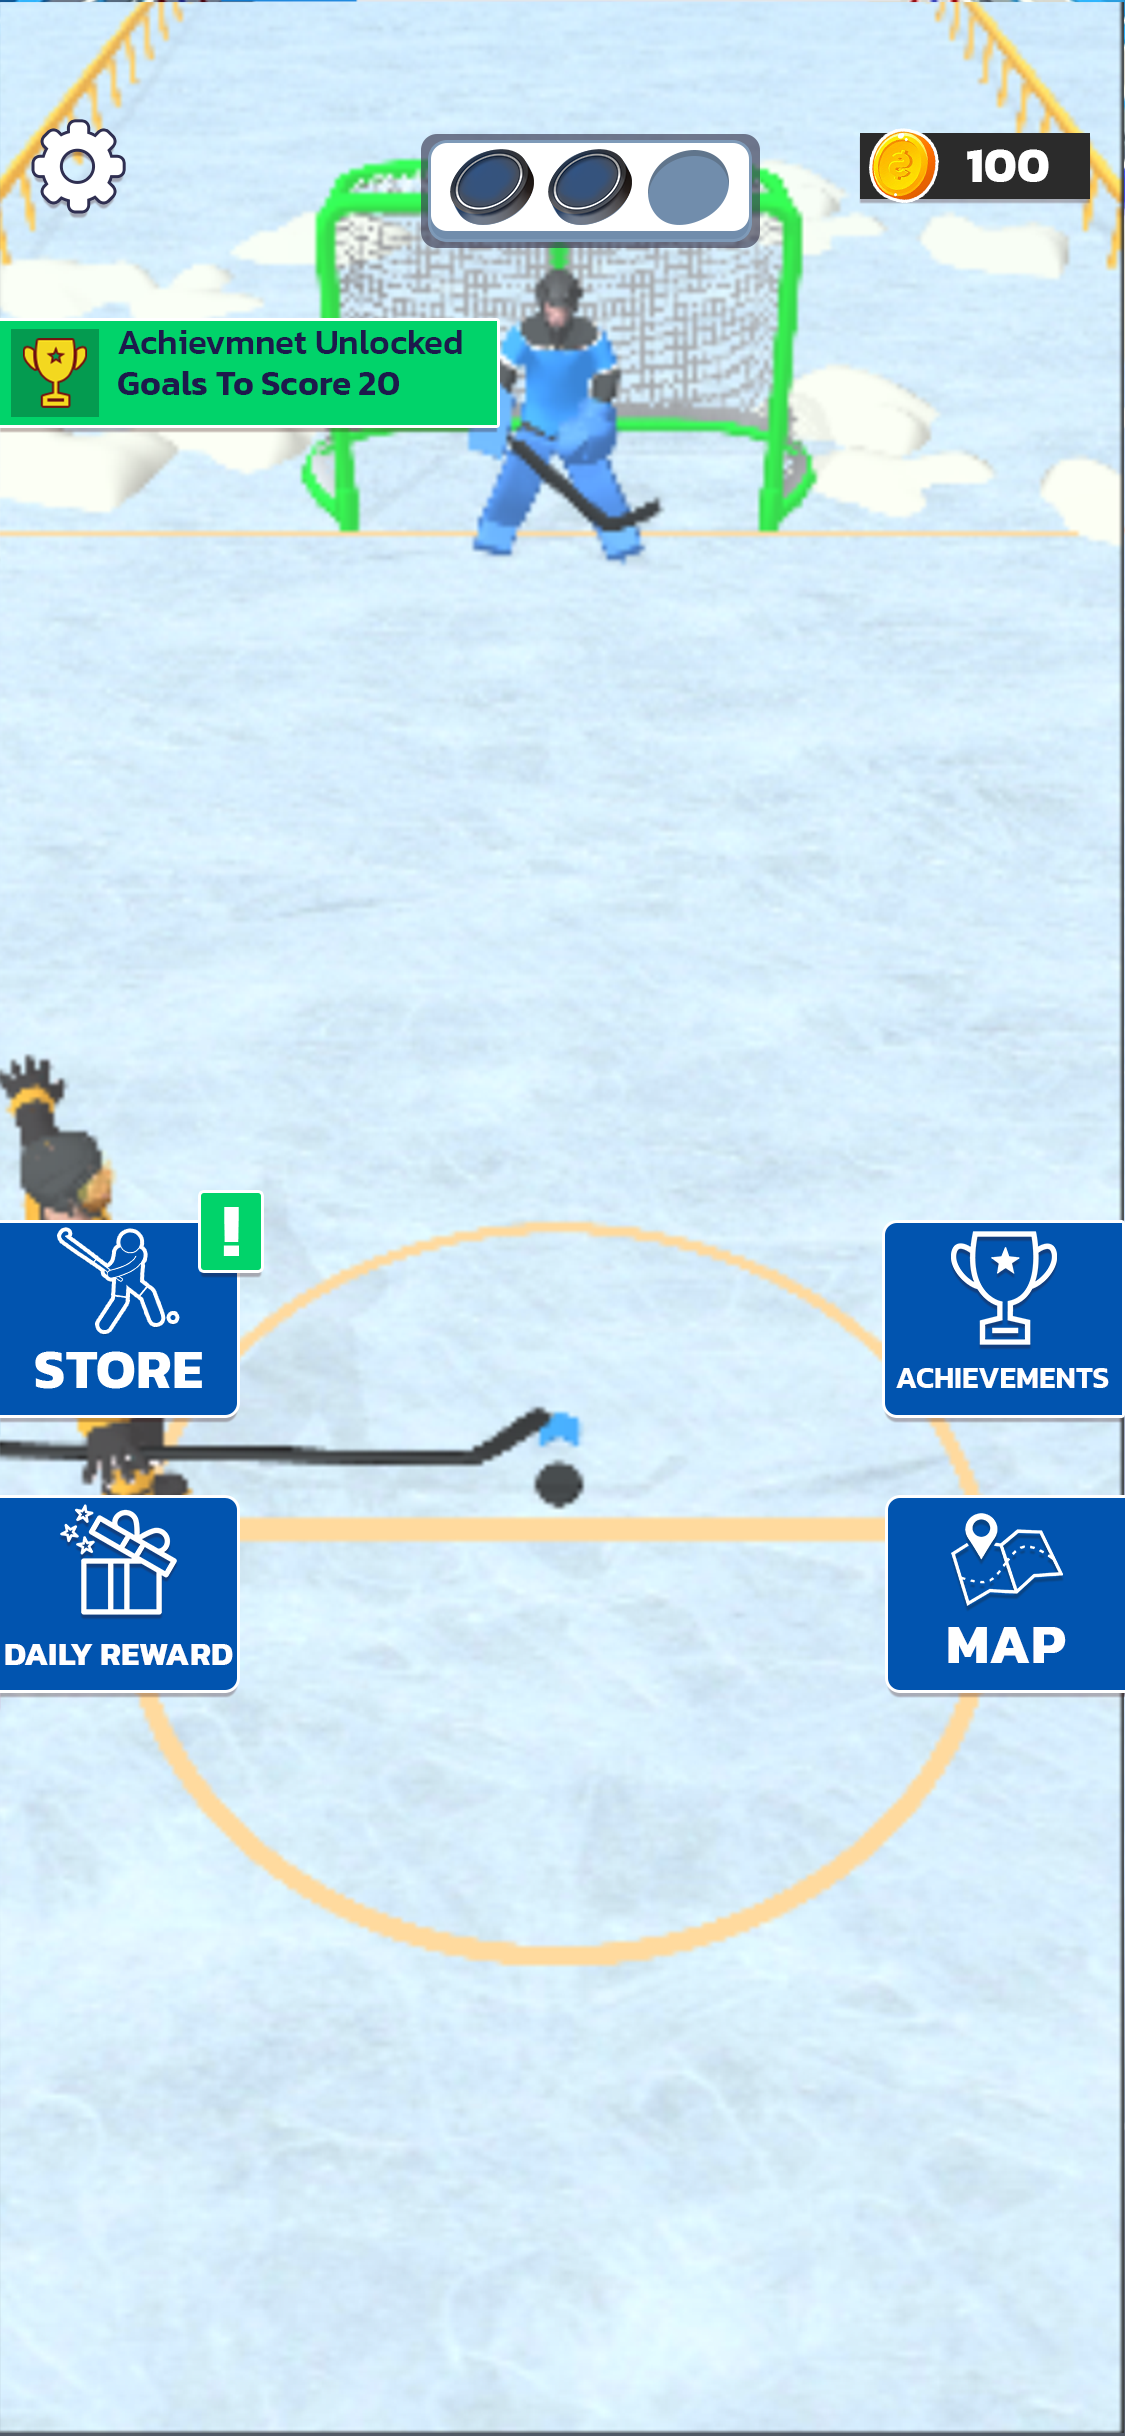 100
Achievmnet Unlocked
Goals To Score 20
!
STORE
ACHIEVEMENTS
DAILY REWARD
MAP